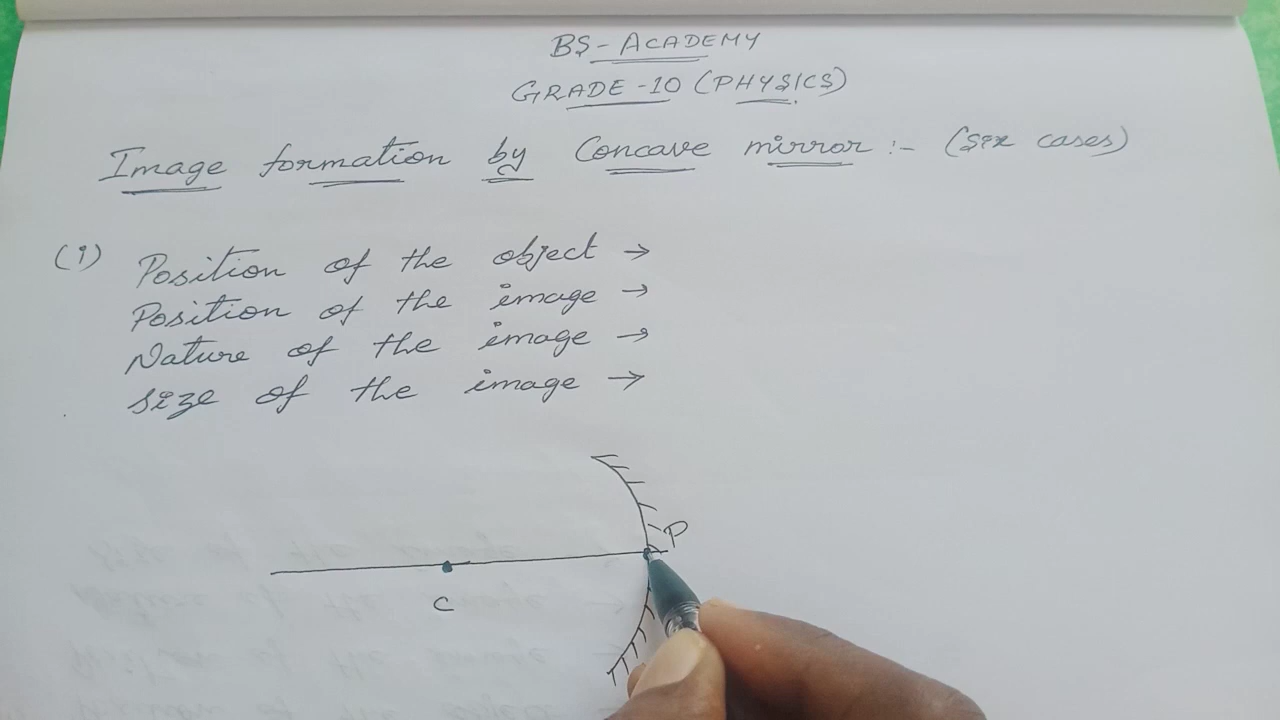 BS-ACADEMY
GRADE-10 (PHYSICS)
Image formation by Concave mirror :- (Six cases)
(i) Position of the object →
Position of the image →
Nature of the image →
size of the image →
P
C